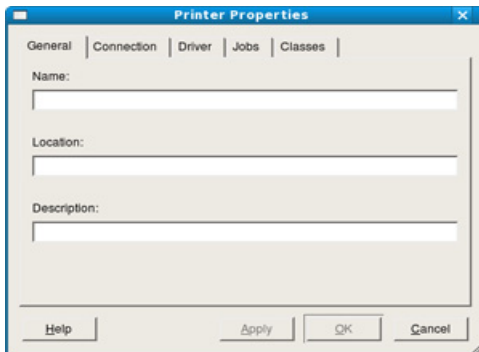 Printer Properties
General Connection Driver Jobs Classes
Name:
Location:
Description:
Help Apply OK Cancel